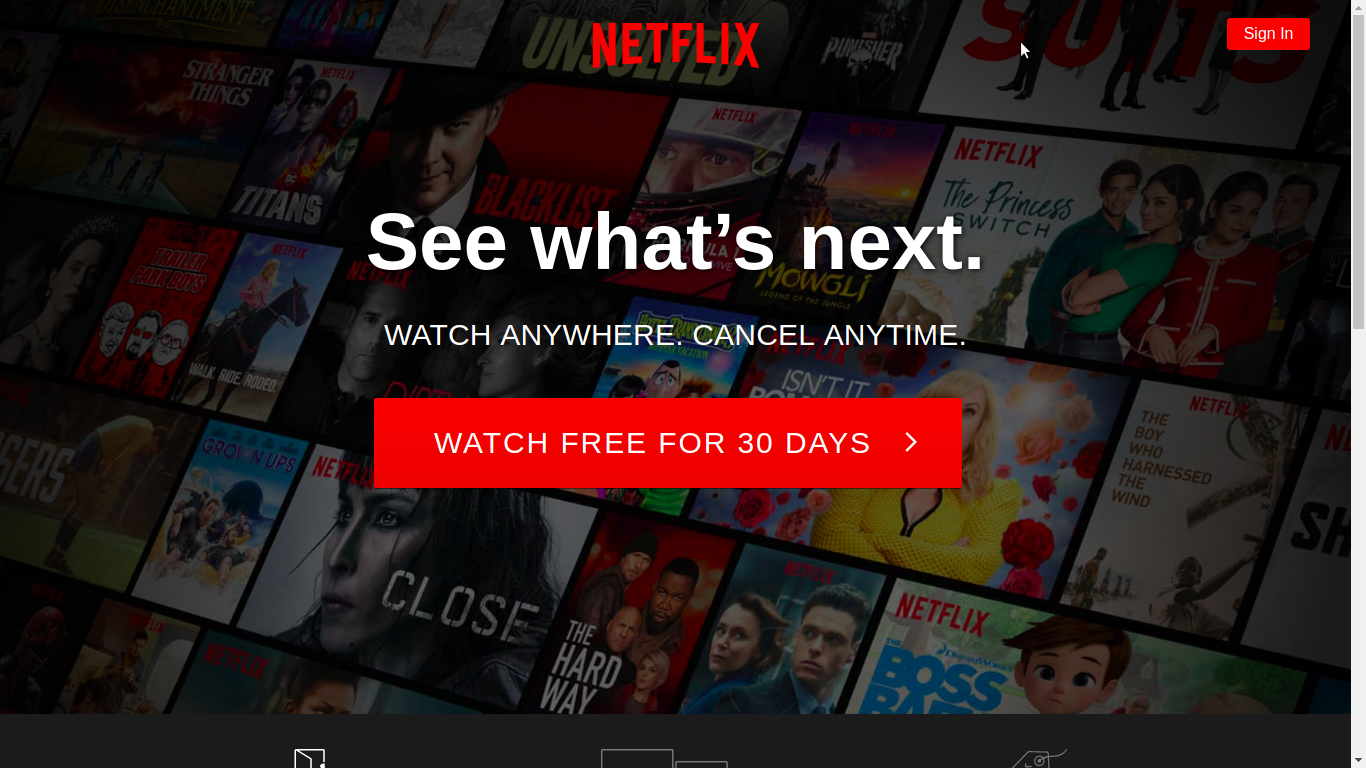 DISENCHANTMENT
UNSOLVED
NETFLIX
PUNISHER
SUITS
Sign In
STRANGER
THINGS
NETFLIX
TITANS
BLACKLIST
NETFLIX
NETFLIX
The Princess
SWITCH
See what’s next.
TRAILER
PARK BOYS
NETFLIX
NETFLIX
MOWGLI
LEGEND OF THE JUNGLE
WATCH ANYWHERE. CANCEL ANYTIME.
WALK. RIDE. RODEO.
ISN'T IT
WATCH FREE FOR 30 DAYS
NETFLIX
THE
BOY
WHO
HARNESSED
THE
WIND
GROWN UPS
NETFLIX
CLOSE
THE
HARD
WAY
NETFLIX
NETFLIX
NETFLIX
THE
DREAMWORKS
BOSS